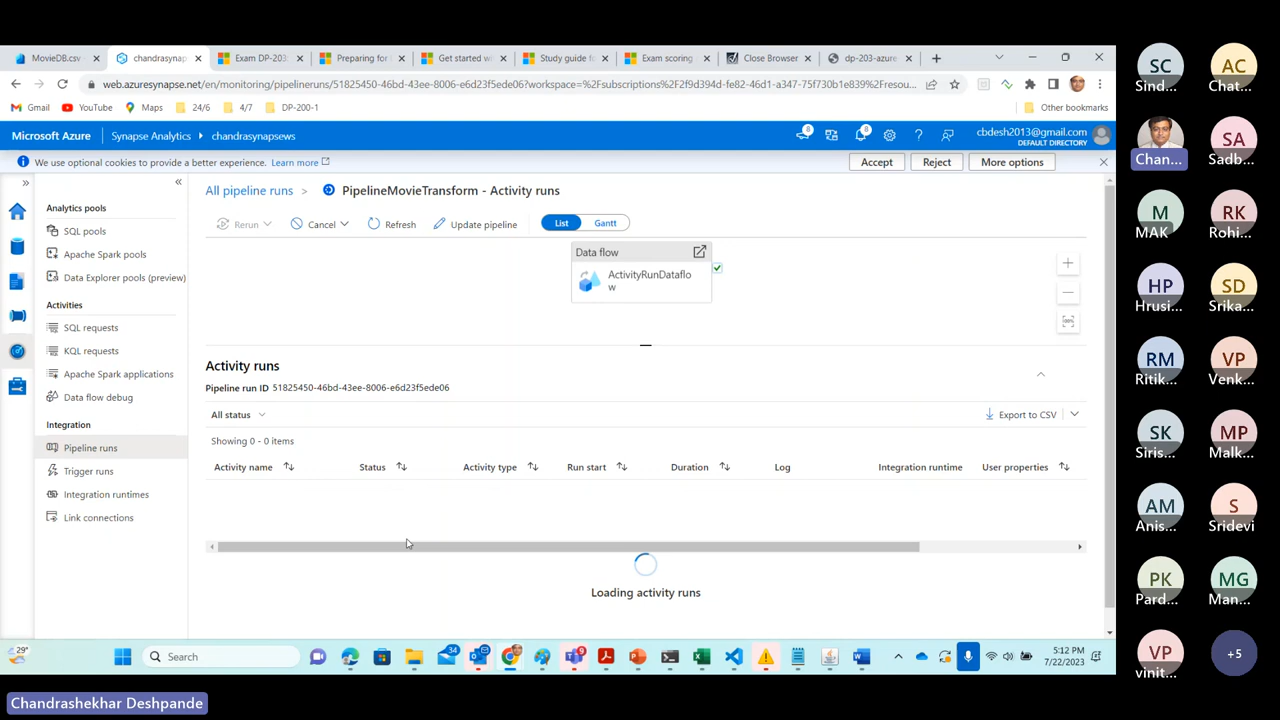 MovieDB.csv
chandrasynap
Exam DP-203:
Preparing for
Get started w
Study guide fo
Exam scoring
Close Browser
dp-203-azure
web.azuresynapse.net/en/monitoring/pipelineruns/51825450-46bd-43ee-8006-e6d23f5ede06?workspace=%2Fsubscriptions%2F2f9d394d-
Gmail
YouTube
Maps
24/6
4/7
DP-200-1
Other bookmarks
Microsoft Azure
Synapse Analytics
chandrasynapsews
8
8
cbdesh2013@gmail.com
DEFAULT DIRECTORY
We use optional cookies to provide a better experience. Learn more
Accept
Reject
More options
Analytics pools
SQL pools
Apache Spark pools
Data Explorer pools (preview)
Activities
SQL requests
KQL requests
Apache Spark applications
Data flow debug
Integration
Pipeline runs
Trigger runs
Integration runtimes
Link connections
All pipeline runs > PipelineMovieTransform - Activity runs
Rerun
Cancel
Refresh
Update pipeline
List
Gantt
Data flow
ActivityRunDataflo
w
Activity runs
Pipeline run ID 51825450-46bd-43ee-8006-e6d23f5ede06
All status
Export to CSV
Showing 0 - 0 items
Activity name
Status
Activity type
Run start
Duration
Log
Integration runtime
User properties
Loading activity runs
29°
Search
34
9
5:12 PM
7/22/2023
SC
Sind...
AC
Chat...
Chan...
SA
Sadb...
M
MAK
RK
Rohi...
HP
Hrusi...
SD
Srika...
RM
Ritik...
VP
Venk...
SK
Siris...
MP
Malk...
AM
Anis...
S
Sridevi
PK
Pard...
MG
Man...
VP
vinit...
+5
Chandrashekhar Deshpande